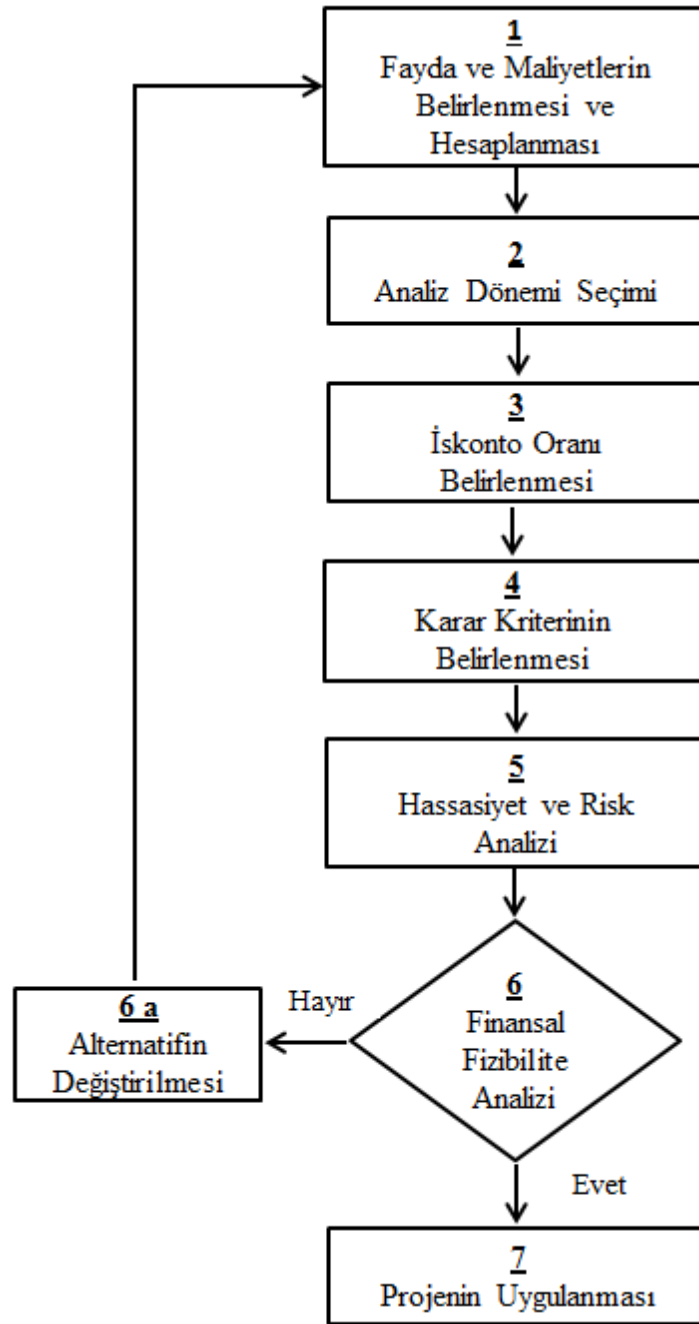 1
Fayda ve Maliyetlerin
Belirlenmesi ve
Hesaplanması
2
Analiz Dönemi Seçimi
3
İskonto Oranı
Belirlenmesi
4
Karar Kriterinin
Belirlenmesi
5
Hassasiyet ve Risk
Analizi
6
Finansal
Fizibilite
Analizi
Hayır
6 a
Alternatifin
Değiştirilmesi
Evet
7
Projenin Uygulanması